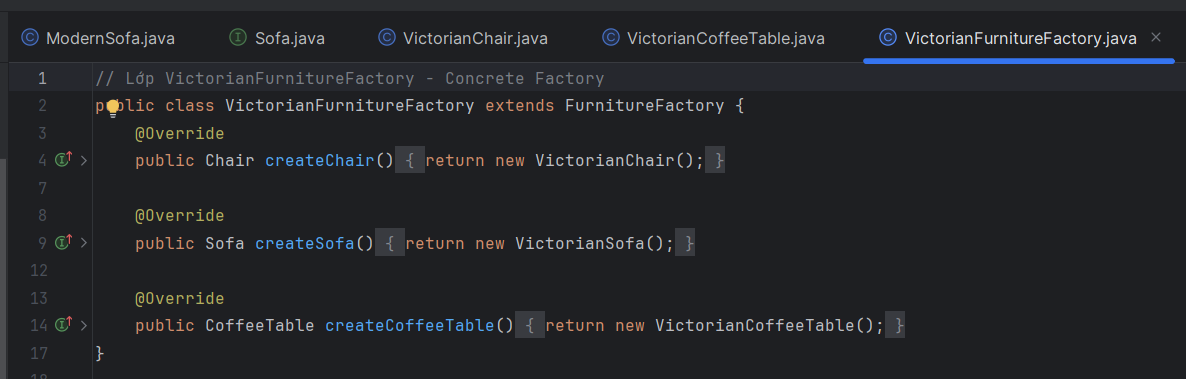 ModernSofa.java Sofa.java VictorianChair.java VictorianCoffeeTable.java VictorianFurnitureFactory.java
1 // Lớp VictorianFurnitureFactory - Concrete Factory
2 public class VictorianFurnitureFactory extends FurnitureFactory {
3 @Override
4 public Chair createChair() { return new VictorianChair(); }
7
8 @Override
9 public Sofa createSofa() { return new VictorianSofa(); }
12
13 @Override
14 public CoffeeTable createCoffeeTable() { return new VictorianCoffeeTable(); }
17 }
18